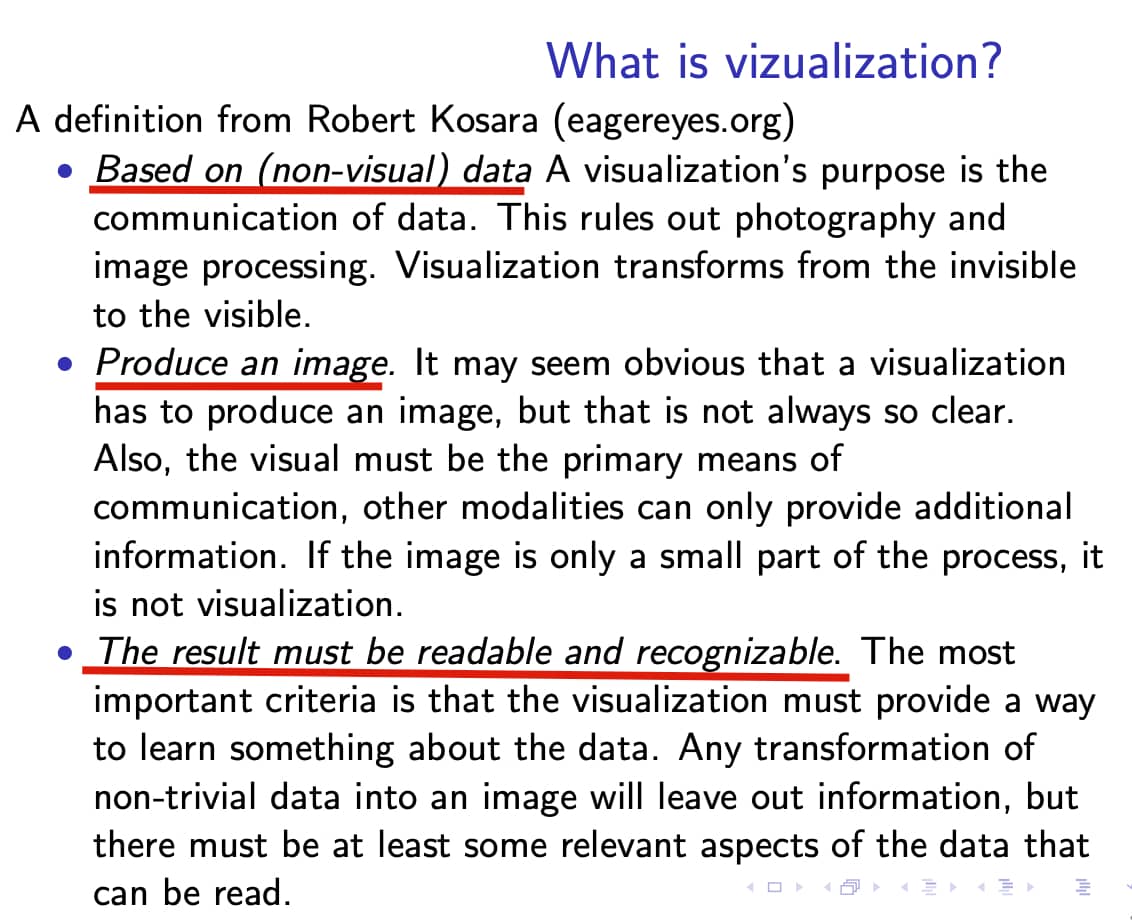 What is vizualization?
A definition from Robert Kosara (eagereyes.org)
• Based on (non-visual) data A visualization's purpose is the
communication of data. This rules out photography and
image processing. Visualization transforms from the invisible
to the visible.
• Produce an image. It may seem obvious that a visualization
has to produce an image, but that is not always so clear.
Also, the visual must be the primary means of
communication, other modalities can only provide additional
information. If the image is only a small part of the process, it
is not visualization.
• The result must be readable and recognizable. The most
important criteria is that the visualization must provide a way
to learn something about the data. Any transformation of
non-trivial data into an image will leave out information, but
there must be at least some relevant aspects of the data that
can be read.